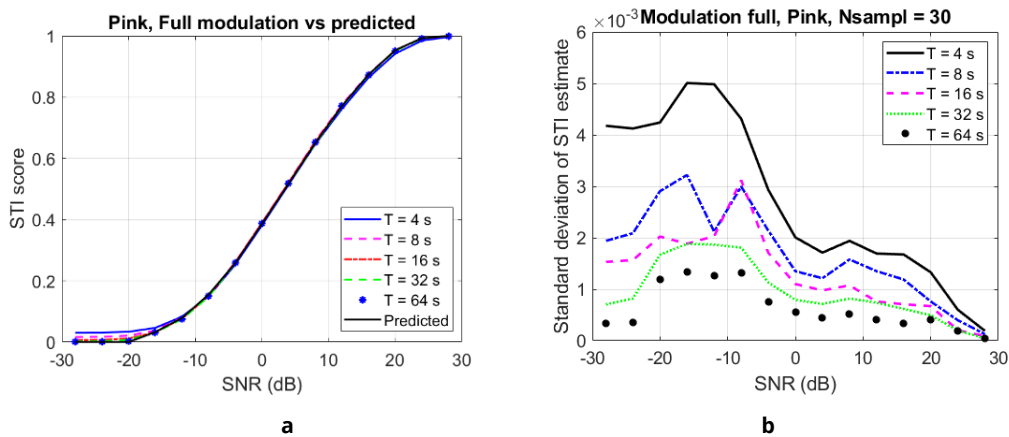 Pink, Full modulation vs predicted
1
0.8
0.6
0.4
0.2
0
STI score
-30
-20
-10
0
10
20
30
SNR (dB)
T = 4 s
T = 8 s
T = 16 s
T = 32 s
T = 64 s
Predicted
a
×10⁻³
Modulation full, Pink, Nsampl = 30
6
5
4
3
2
1
0
Standard deviation of STI estimate
-30
-20
-10
0
10
20
30
SNR (dB)
T = 4 s
T = 8 s
T = 16 s
T = 32 s
T = 64 s
b